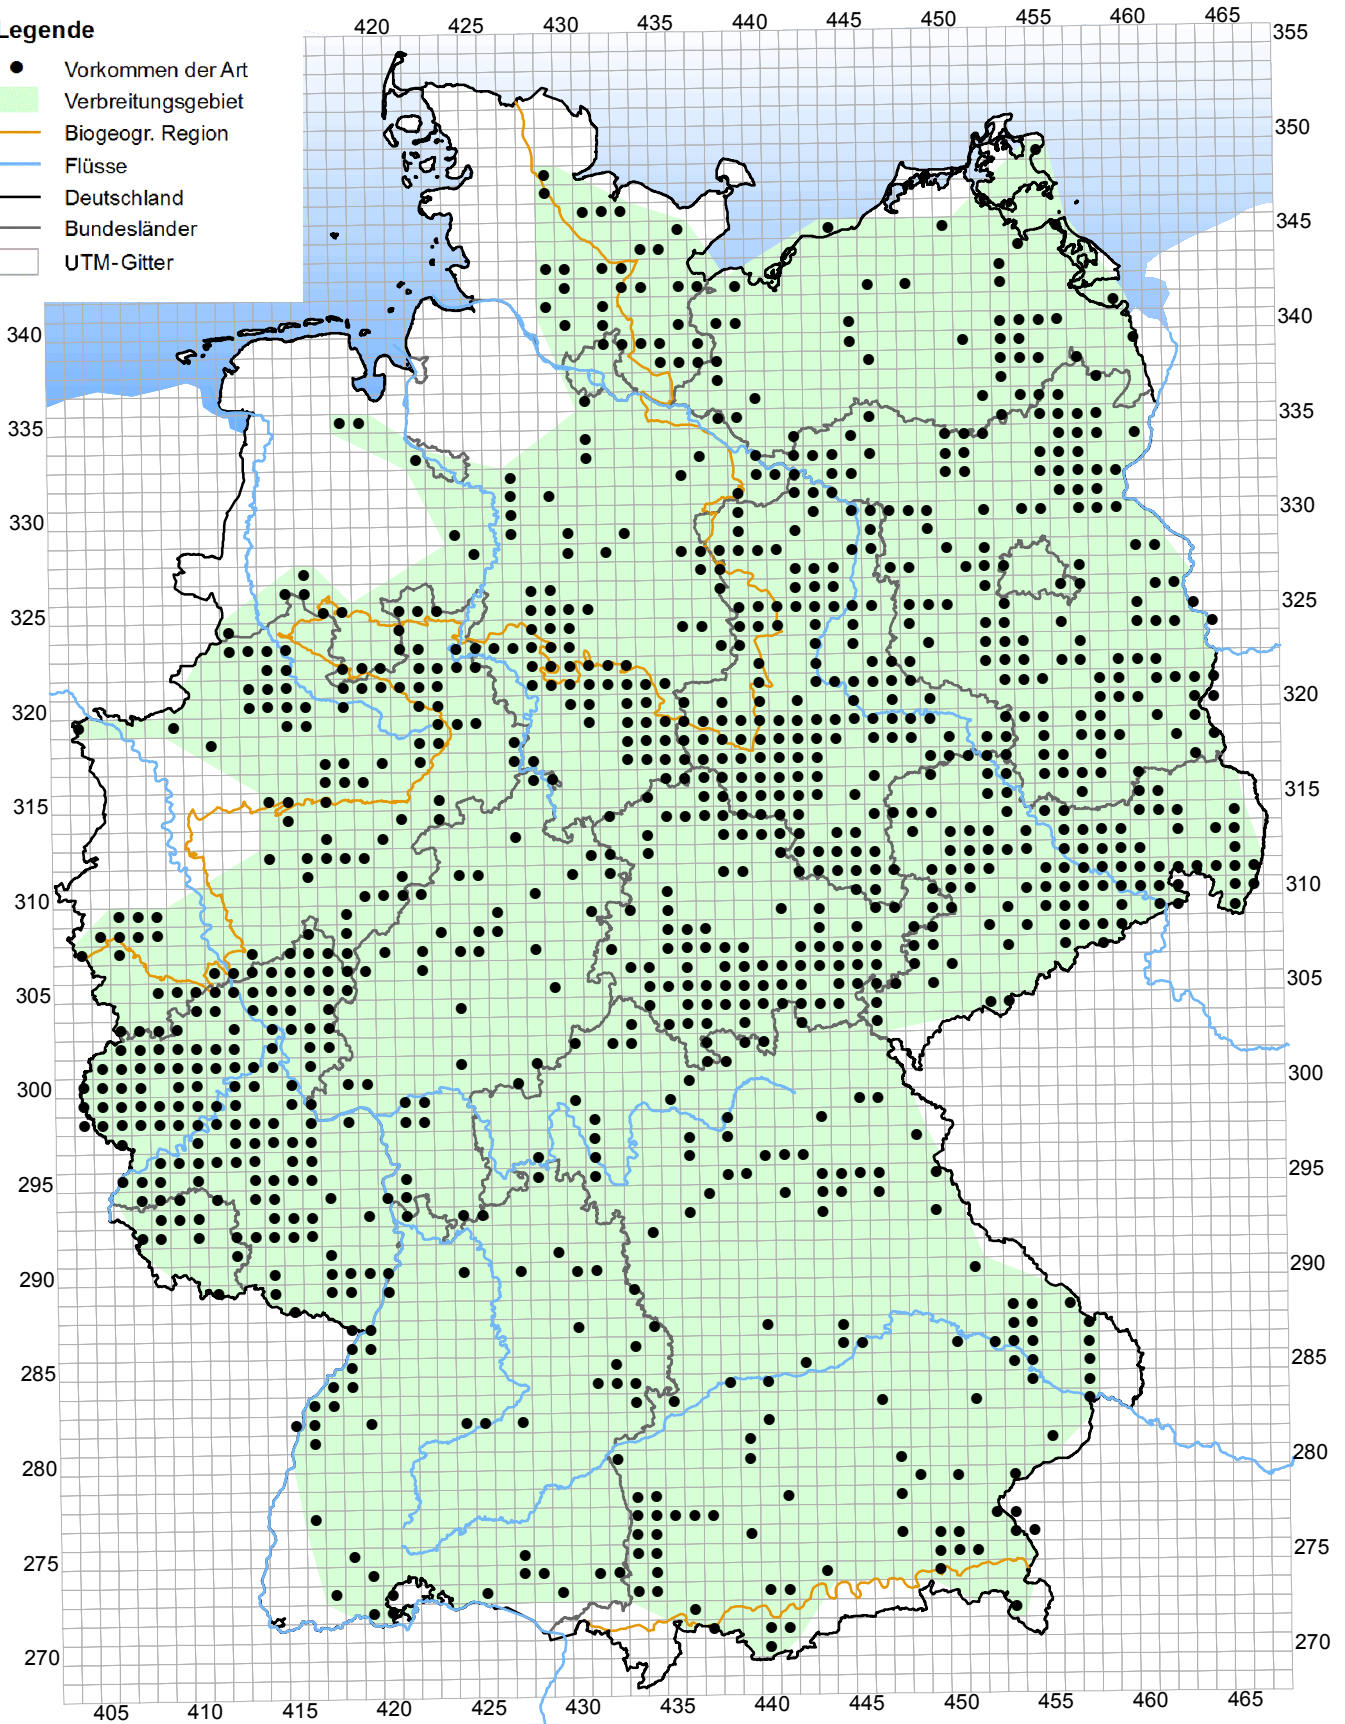 Legende
Vorkommen der Art
Verbreitungsgebiet
Biogeogr. Region
Flüsse
Deutschland
Bundesländer
UTM-Gitter
420 425 430 435 440 445 450 455 460 465
355
350
345
340 340
335 335
330 330
325 325
320 320
315 315
310 310
305 305
300 300
295 295
290 290
285 285
280 280
275 275
270 270
405 410 415 420 425 430 435 440 445 450 455 460 465